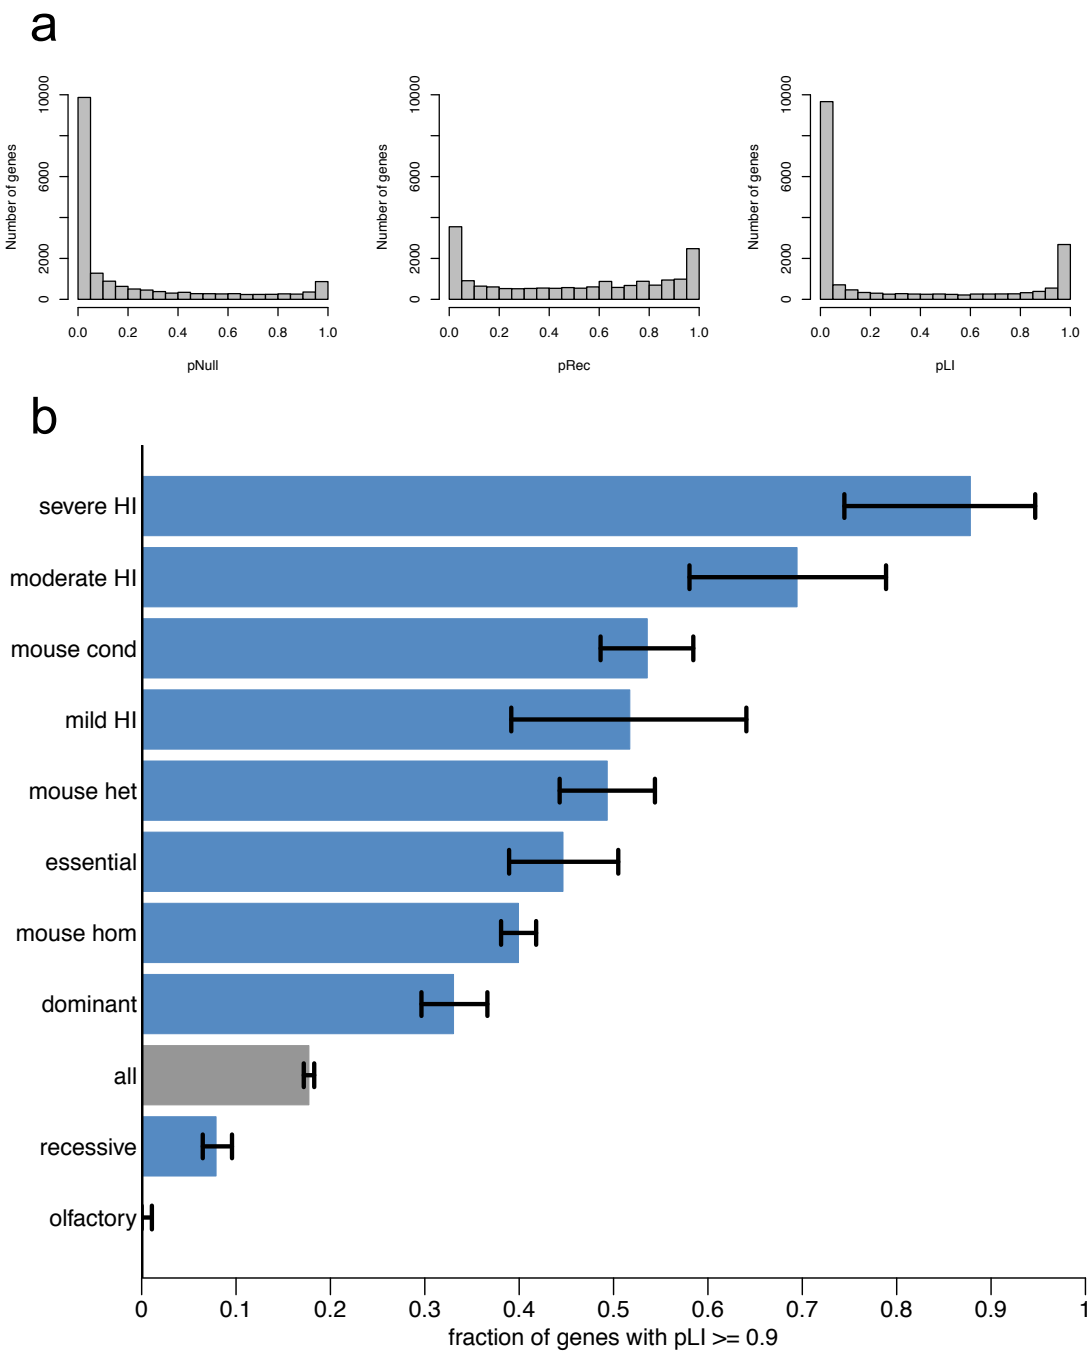 a
Number of genes
0 2000 6000 10000
0.0 0.2 0.4 0.6 0.8 1.0
pNull
Number of genes
0 2000 6000 10000
0.0 0.2 0.4 0.6 0.8 1.0
pRec
Number of genes
0 2000 6000 10000
0.0 0.2 0.4 0.6 0.8 1.0
pLI
b
severe HI
moderate HI
mouse cond
mild HI
mouse het
essential
mouse hom
dominant
all
recessive
olfactory
0 0.1 0.2 0.3 0.4 0.5 0.6 0.7 0.8 0.9 1
fraction of genes with pLI >= 0.9